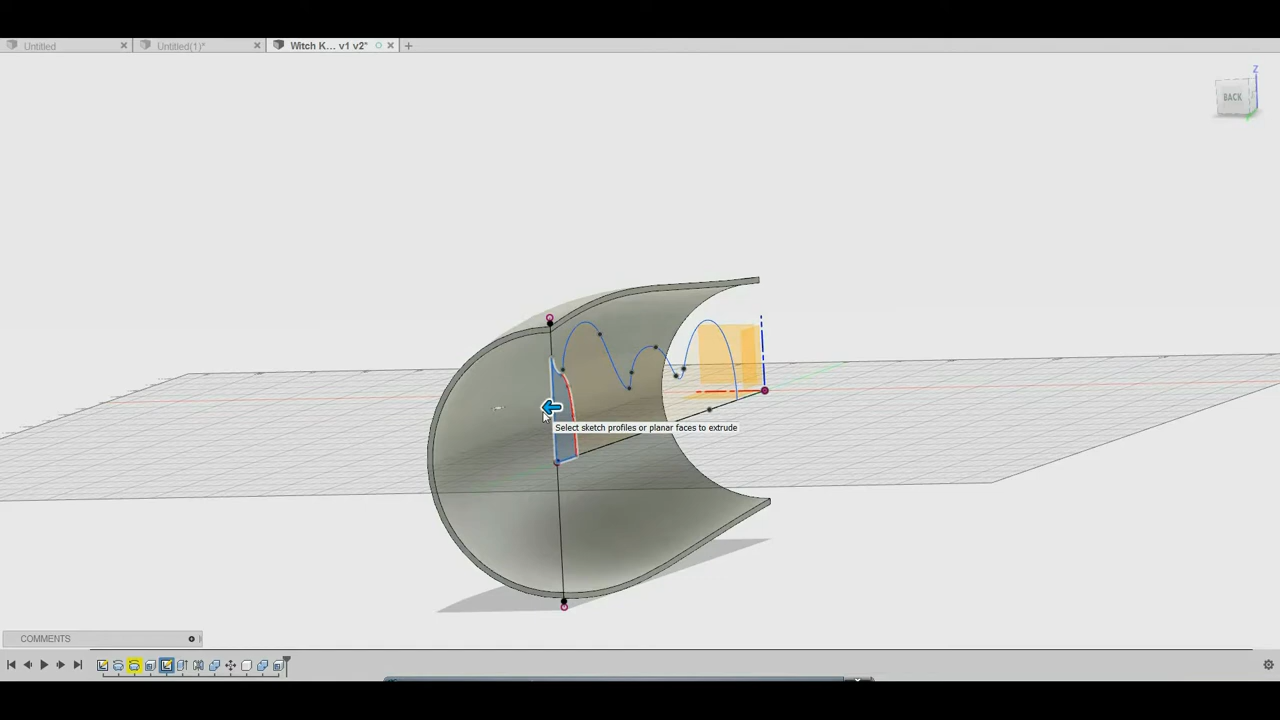 Untitled
Untitled(1)*
Witch K... v1 v2*
Z
BACK
Select sketch profiles or planar faces to extrude
COMMENTS